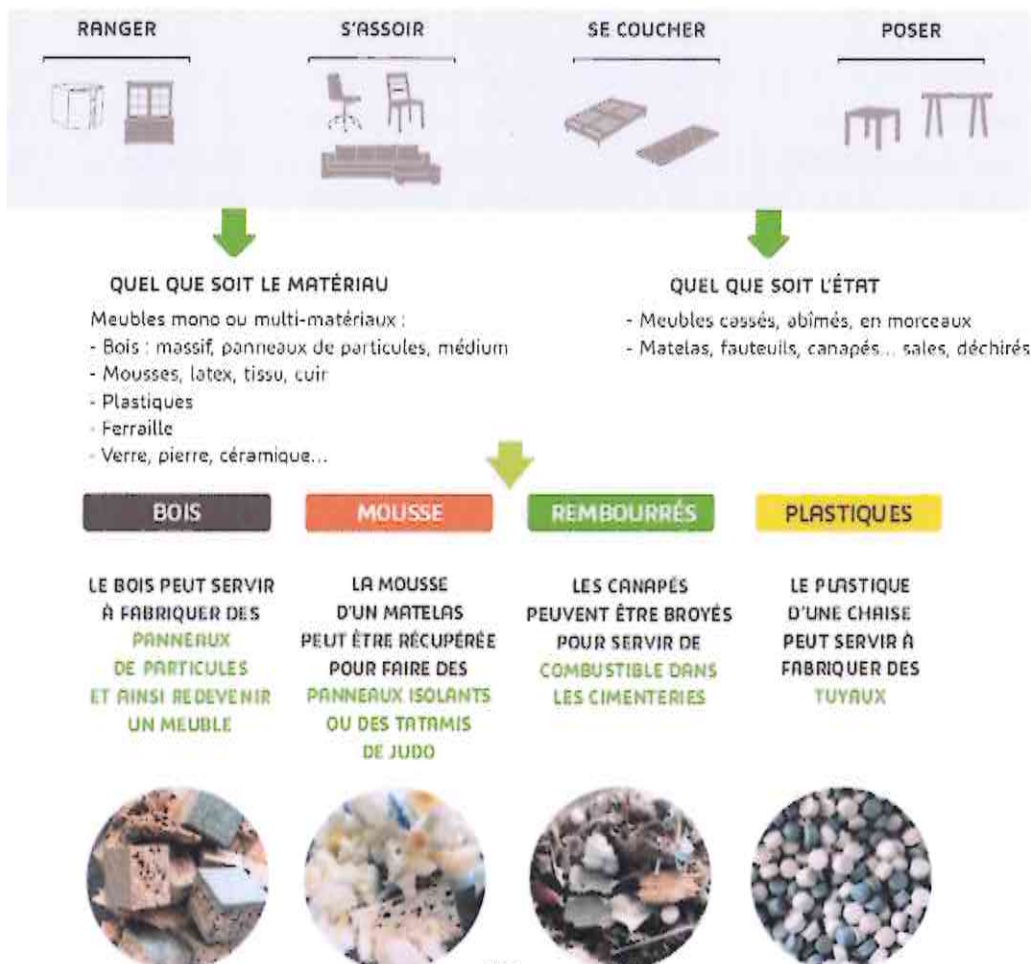 RANGER
S'ASSOIR
SE COUCHER
POSER
QUEL QUE SOIT LE MATÉRIAU
Meubles mono ou multi-matériaux :
- Bois : massif, panneaux de particules, médium
- Mousses, latex, tissu, cuir
- Plastiques
- Ferraille
- Verre, pierre, céramique...
QUEL QUE SOIT L'ÉTAT
- Meubles cassés, abîmés, en morceaux
- Matelas, fauteuils, canapés... sales, déchirés
BOIS
LE BOIS PEUT SERVIR
À FABRIQUER DES
PANNEAUX
DE PARTICULES
ET AINSI REDEVENIR
UN MEUBLE
MOUSSE
LA MOUSSE
D'UN MATELAS
PEUT ÊTRE RÉCUPÉRÉE
POUR FAIRE DES
PANNEAUX ISOLANTS
OU DES TATAMIS
DE JUDO
REMBOURRÉS
LES CANAPÉS
PEUVENT ÊTRE BROYÉS
POUR SERVIR DE
COMBUSTIBLE DANS
LES CIMENTERIES
PLASTIQUES
LE PLASTIQUE
D'UNE CHAISE
PEUT SERVIR À
FABRIQUER DES
TUYAUX